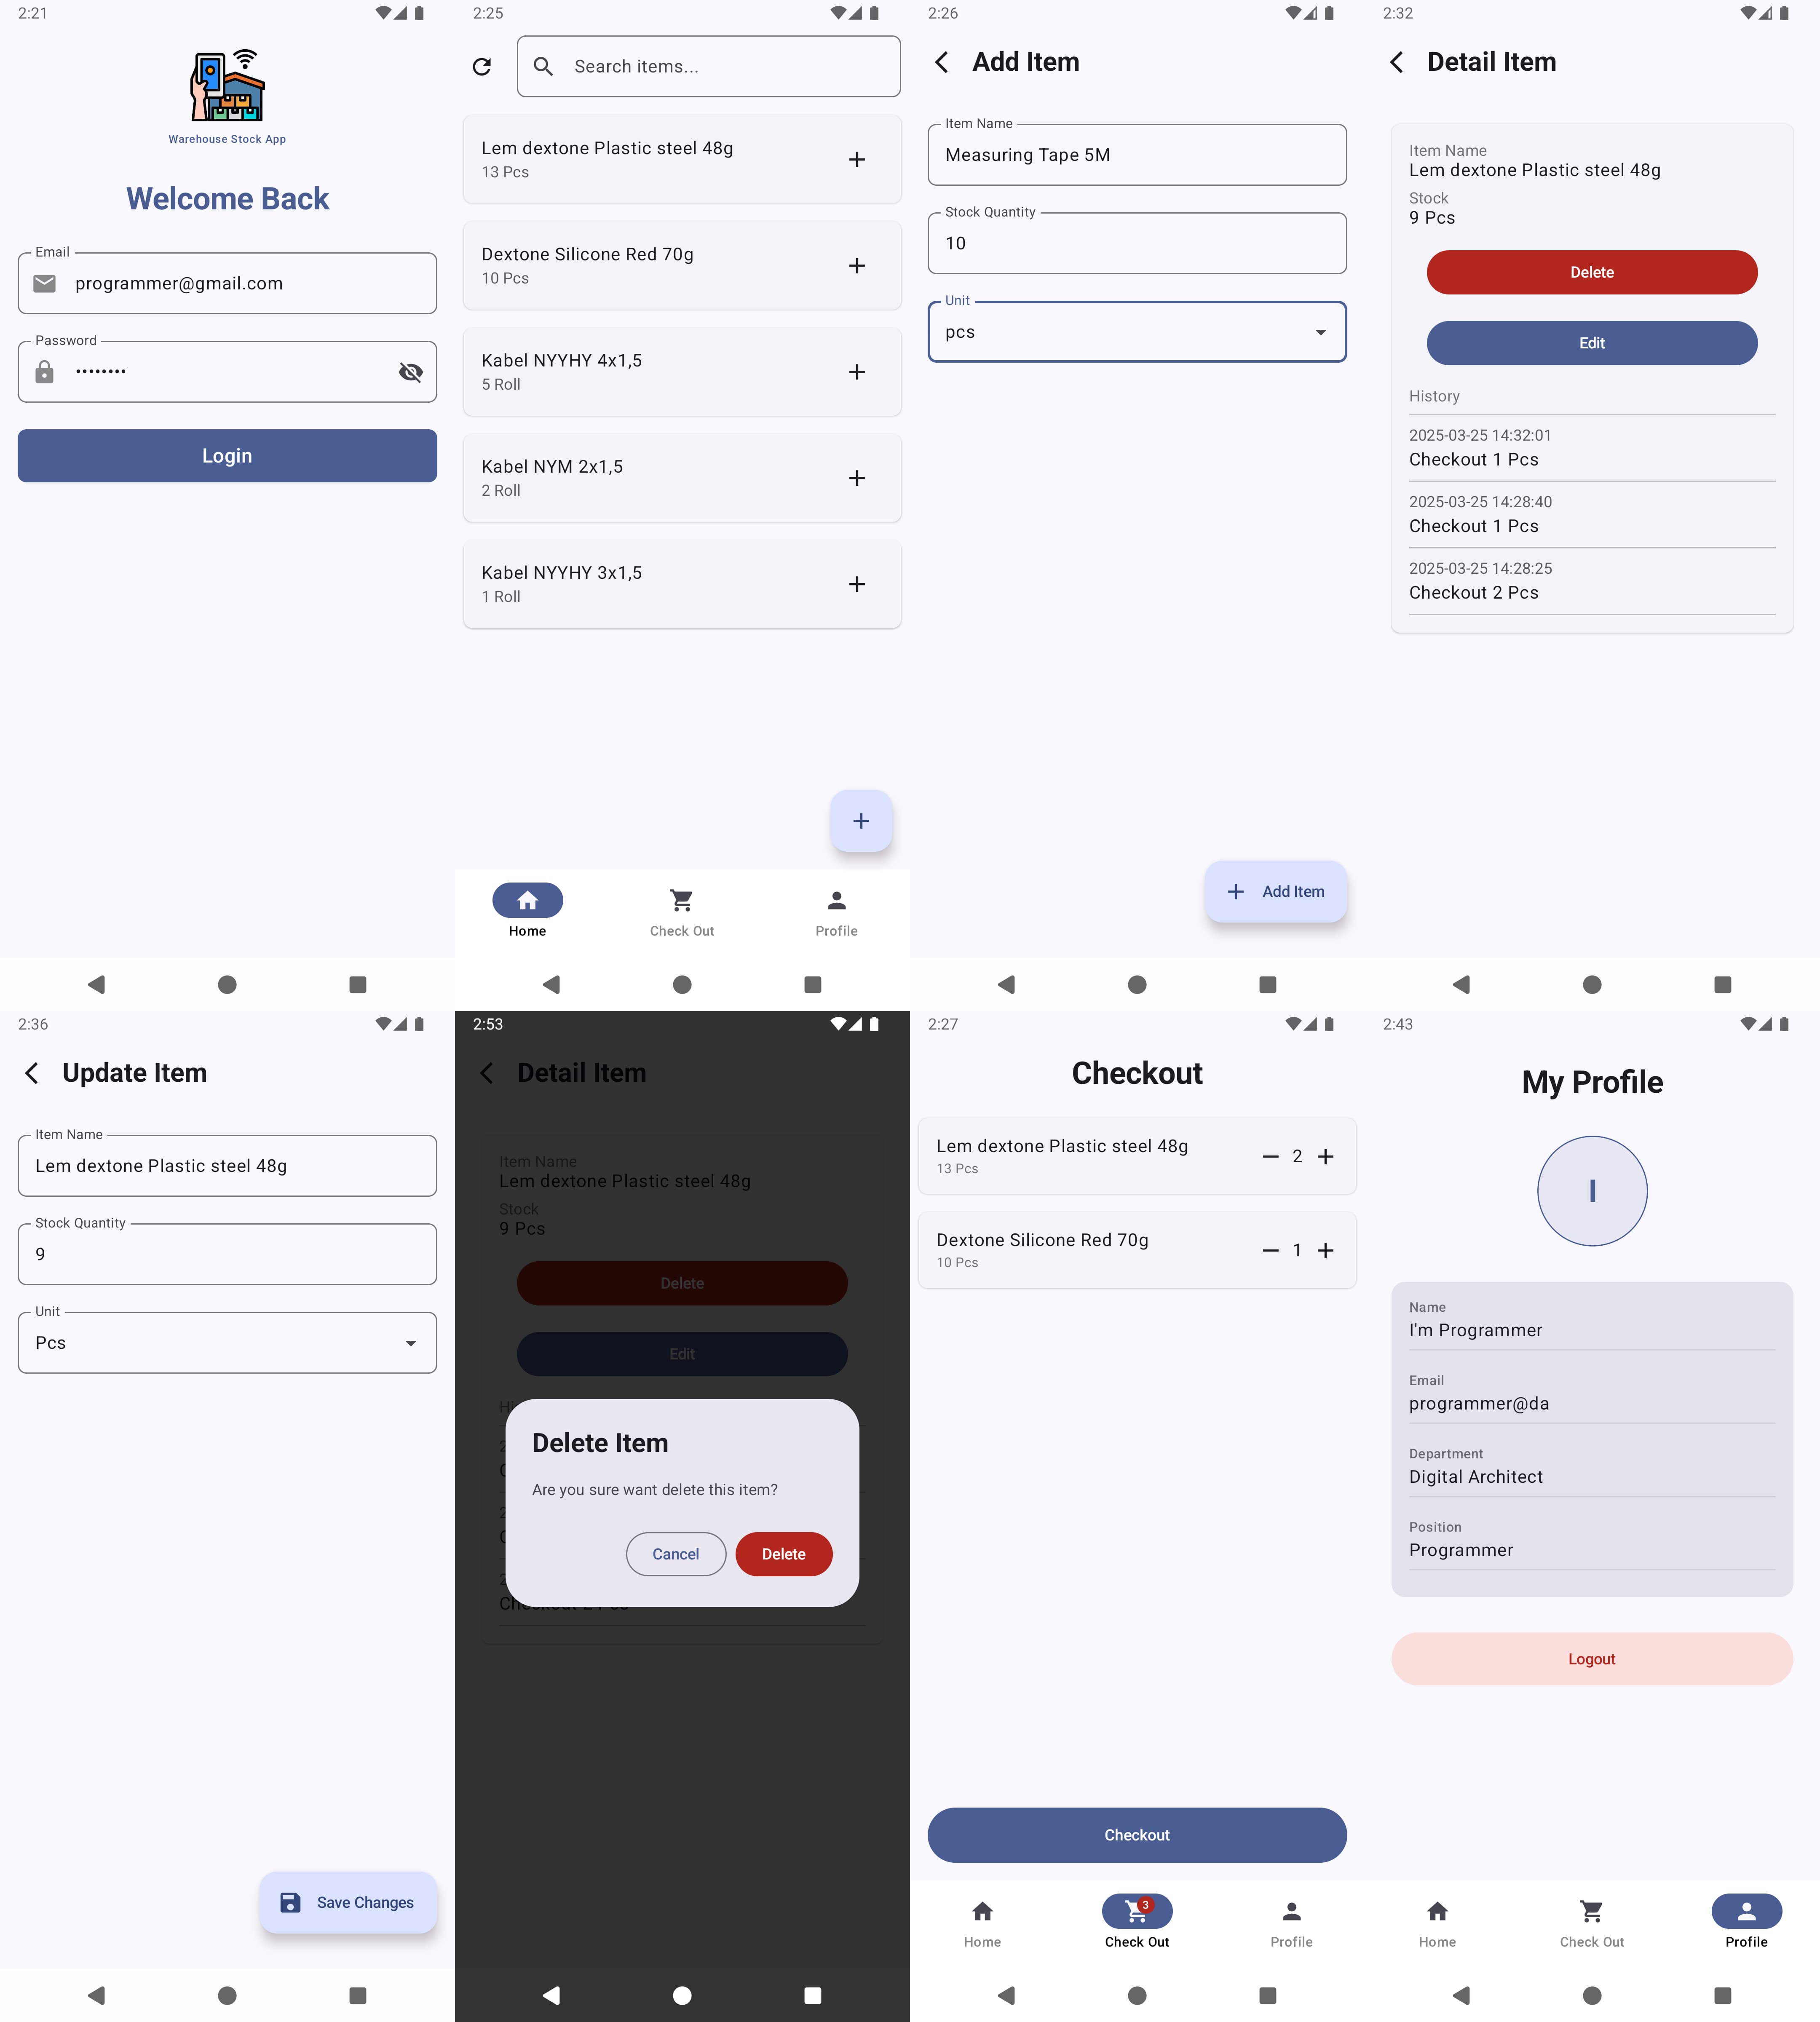 2:21
Warehouse Stock App
Welcome Back
Email
programmer@gmail.com
Password
••••••••
Login
2:25
Search items...
Lem dextone Plastic steel 48g
13 Pcs
Dextone Silicone Red 70g
10 Pcs
Kabel NYYHY 4x1,5
5 Roll
Kabel NYM 2x1,5
2 Roll
Kabel NYYHY 3x1,5
1 Roll
Home
Check Out
Profile
2:26
Add Item
Item Name
Measuring Tape 5M
Stock Quantity
10
Unit
pcs
Add Item
2:32
Detail Item
Item Name
Lem dextone Plastic steel 48g
Stock
9 Pcs
Delete
Edit
History
2025-03-25 14:32:01
Checkout 1 Pcs
2025-03-25 14:28:40
Checkout 1 Pcs
2025-03-25 14:28:25
Checkout 2 Pcs
2:36
Update Item
Item Name
Lem dextone Plastic steel 48g
Stock Quantity
9
Unit
Pcs
Save Changes
2:53
Detail Item
Item Name
Lem dextone Plastic steel 48g
Stock
9 Pcs
Delete
Edit
Delete Item
Are you sure want delete this item?
Cancel
Delete
2:27
Checkout
Lem dextone Plastic steel 48g
13 Pcs
2
Dextone Silicone Red 70g
10 Pcs
1
Checkout
3
Home
Check Out
Profile
2:43
My Profile
I
Name
I'm Programmer
Email
programmer@da
Department
Digital Architect
Position
Programmer
Logout
Home
Check Out
Profile